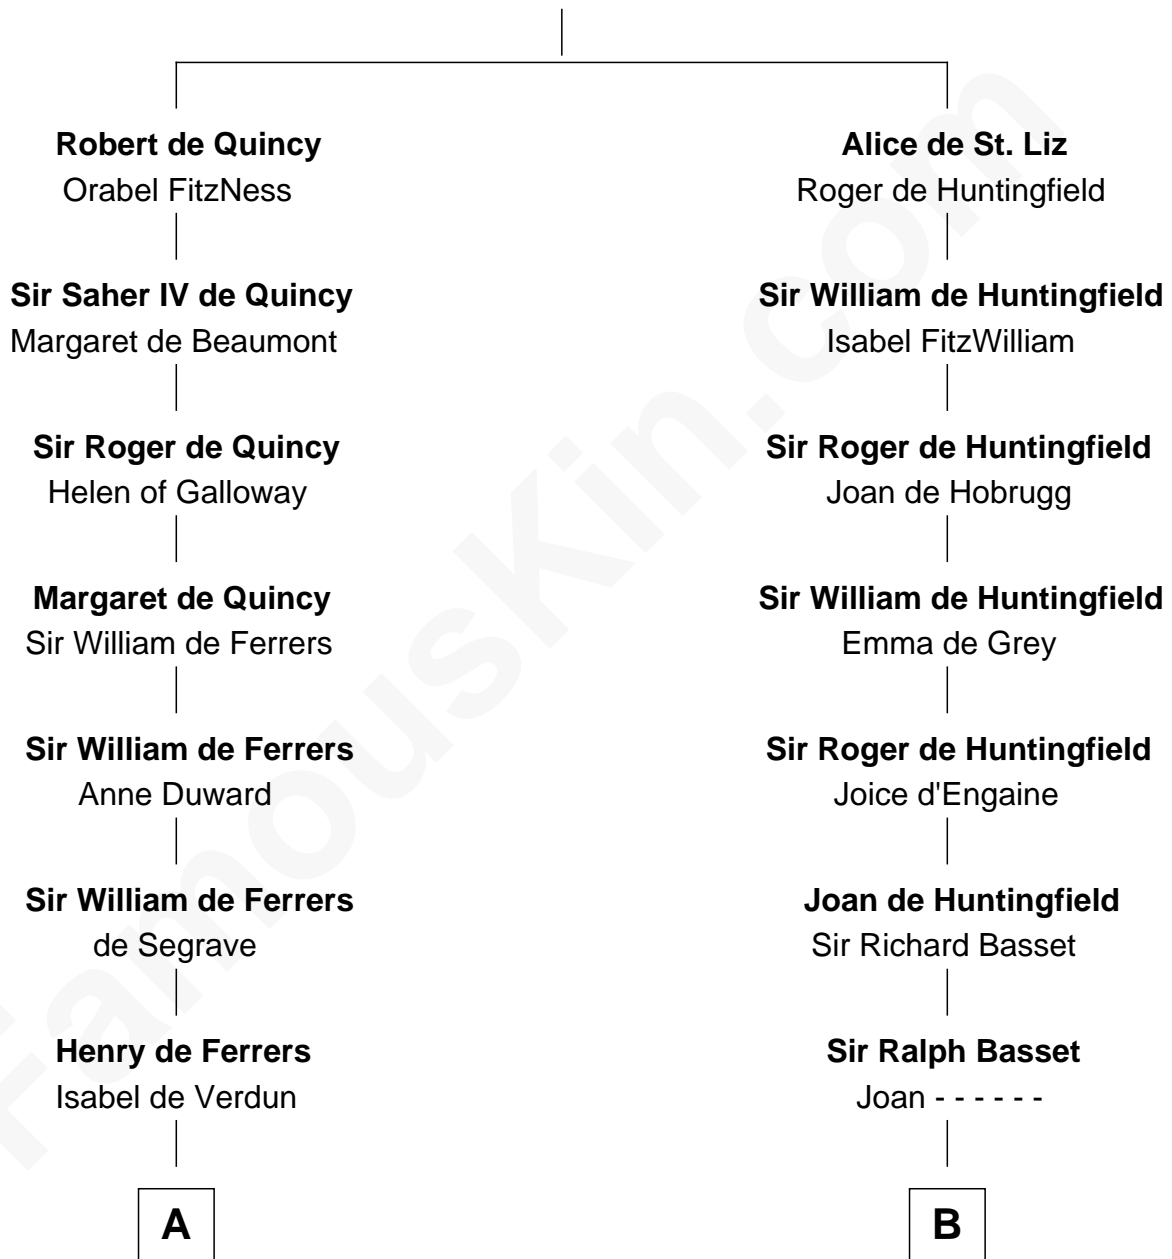 Robert de Quincy
Orabel FitzNess
Sir Saher IV de Quincy
Margaret de Beaumont
Sir Roger de Quincy
Helen of Galloway
Margaret de Quincy
Sir William de Ferrers
Sir William de Ferrers
Anne Duward
Sir William de Ferrers
de Segrave
Henry de Ferrers
Isabel de Verdun
A
Alice de St. Liz
Roger de Huntingfield
Sir William de Huntingfield
Isabel FitzWilliam
Sir Roger de Huntingfield
Joan de Hobrugg
Sir William de Huntingfield
Emma de Grey
Sir Roger de Huntingfield
Joice d'Engaine
Joan de Huntingfield
Sir Richard Basset
Sir Ralph Basset
Joan - - - - - -
B
FamousKin.com